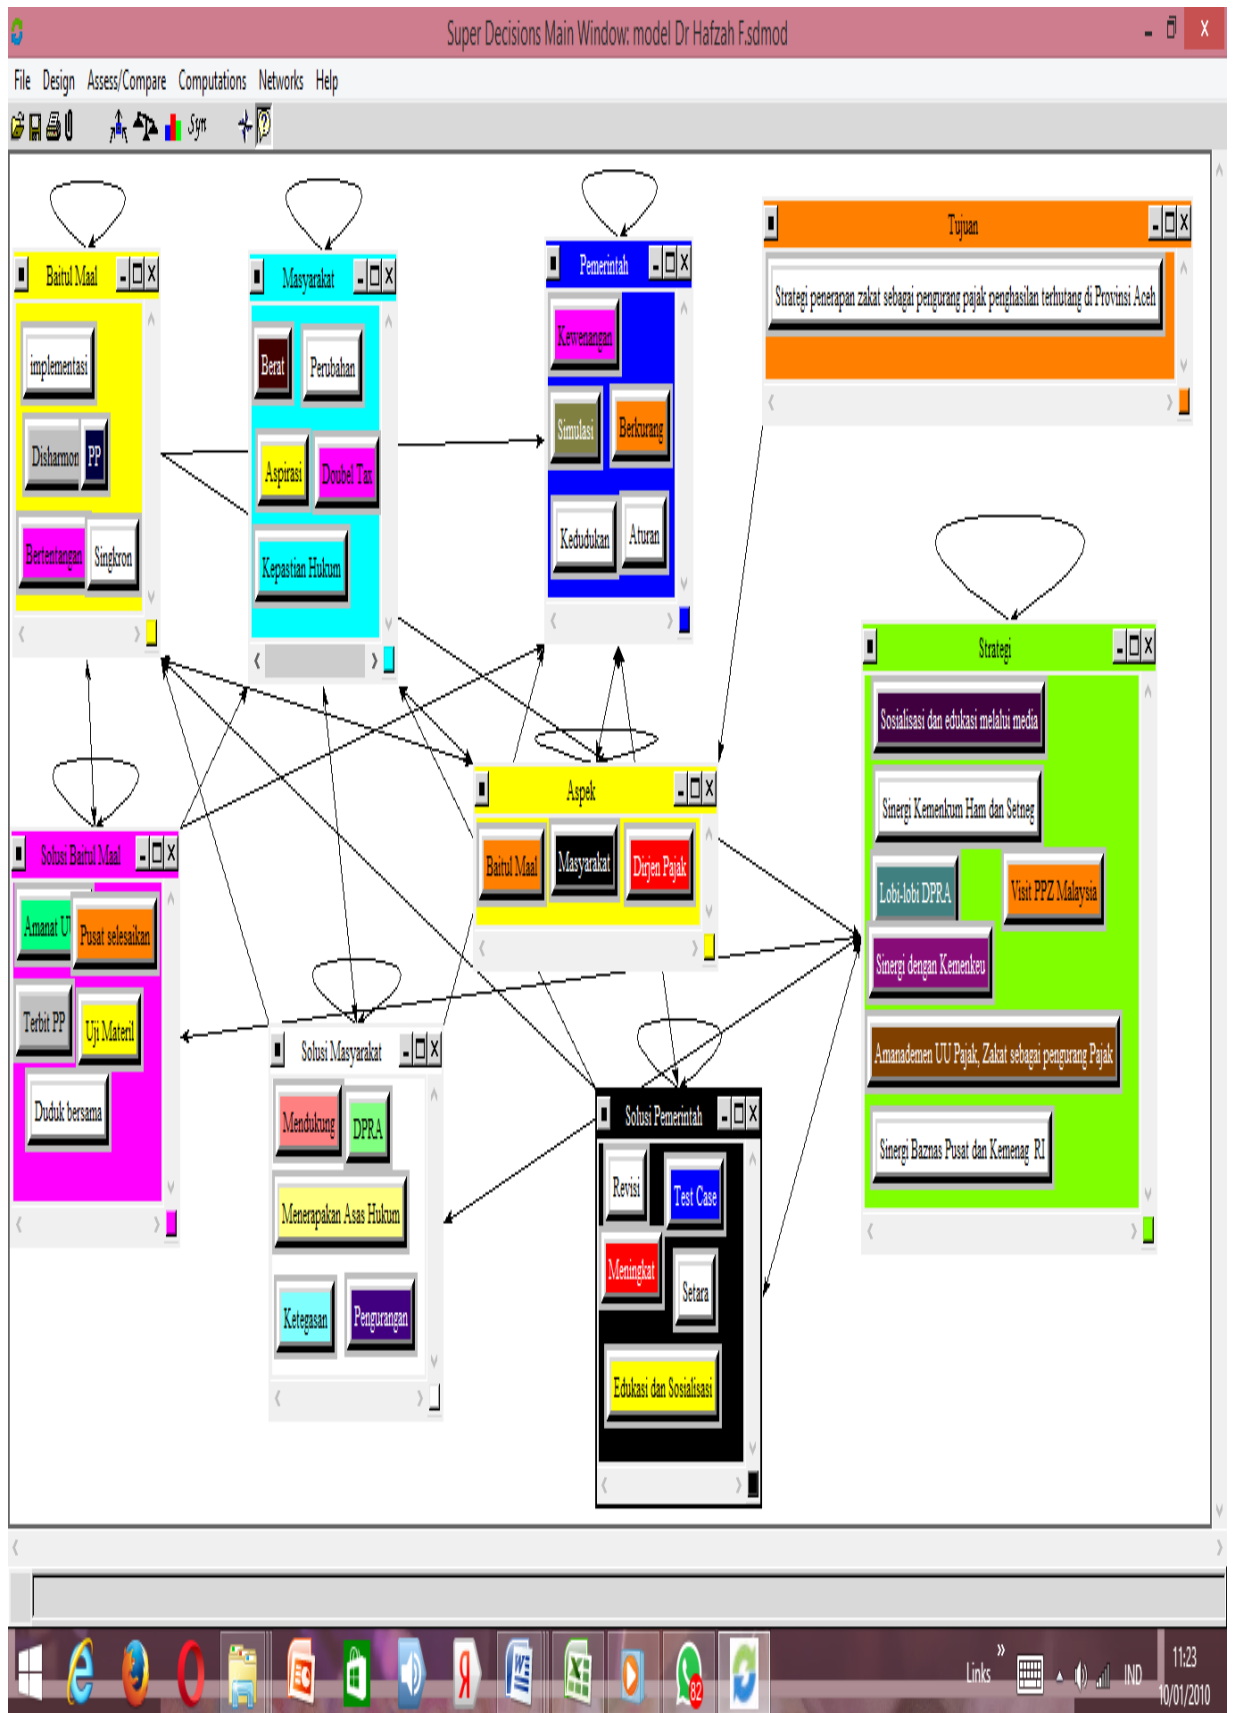 Super Decisions Main Window: model Dr Hafzah F.sdmod
File Design Assess/Compare Computations Networks Help
Syn
Baitul Maal
implementasi
Disharmon
PP
Bertentangan
Singkron
Masyarakat
Berat
Perubahan
Aspirasi
Doubel Tax
Kepastian Hukum
Pemerintah
Kewenangan
Simulasi
Berkurang
Kedudukan
Aturan
Tujuan
Strategi penerapan zakat sebagai pengurang pajak penghasilan terhutang di Provinsi Aceh
Strategi
Sosialisasi dan edukasi melalui media
Sinergi Kemenkum Ham dan Setneg
Lobi-lobi DPRA
Visit PPZ Malaysia
Sinergi dengan Kemenkeu
Amanademen UU Pajak, Zakat sebagai pengurang Pajak
Sinergi Baznas Pusat dan Kemenag RI
Aspek
Baitul Maal
Masyarakat
Dirjen Pajak
Solusi Baitul Maal
Amanat U
Pusat selesaikan
Terbit PP
Uji Materil
Duduk bersama
Solusi Masyarakat
Mendukung
DPRA
Menerapakan Asas Hukum
Ketegasan
Pengurangan
Solusi Pemerintah
Revisi
Test Case
Meningkat
Setara
Edukasi dan Sosialisasi
82
Links
»
IND
11:23
10/01/2010